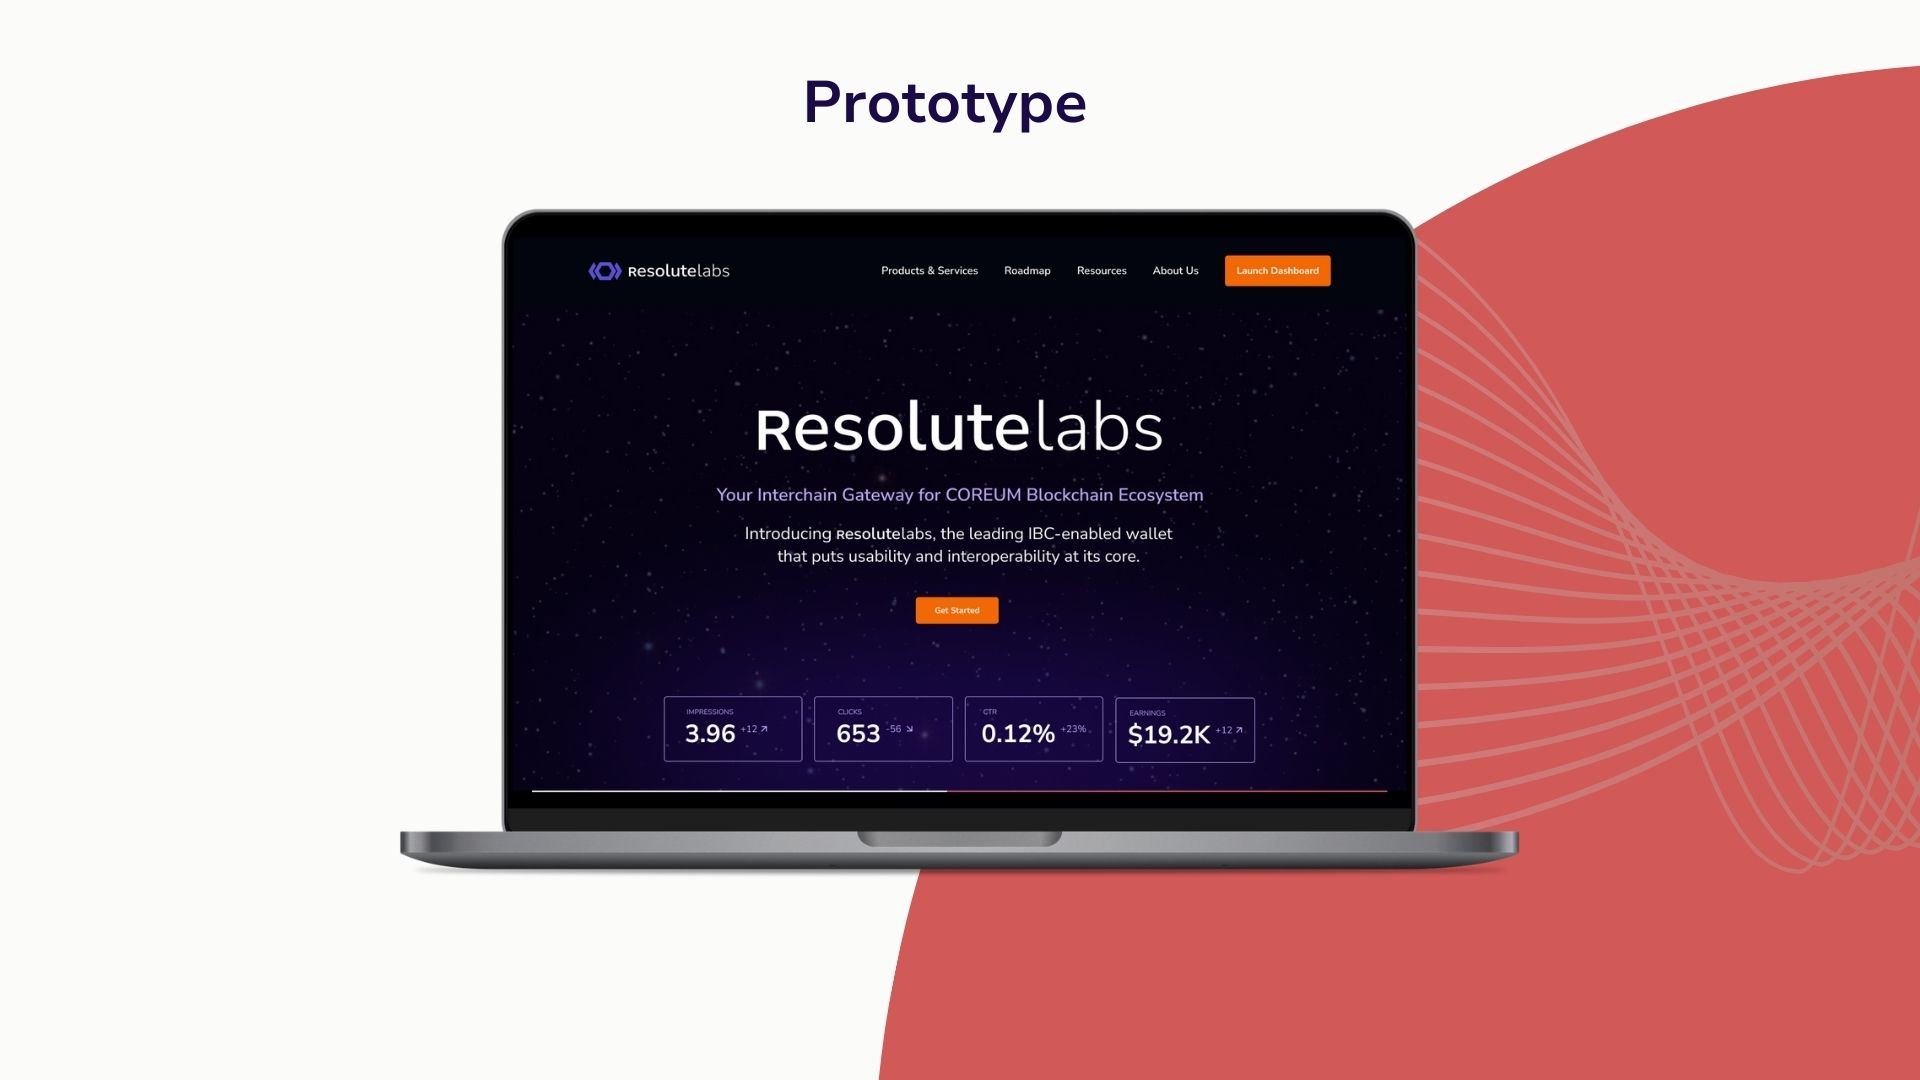 Prototype
Resolutelabs
Products & Services
Roadmap
Resources
About Us
Launch Dashboard
Resolutelabs
Your Interchain Gateway for COREUM Blockchain Ecosystem
Introducing Resolutelabs, the leading IBC-enabled wallet
that puts usability and interoperability at its core.
Get Started
IMPRESSIONS
3.96 +12 ↗
CLICKS
653 -56 ↘
CTR
0.12% +23%
EARNINGS
$19.2K +12 ↗